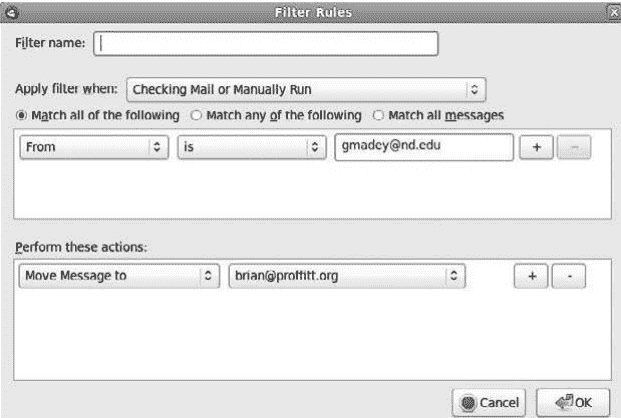 Filter Rules
Filter name:
Apply filter when: Checking Mail or Manually Run
Match all of the following Match any of the following Match all messages
From is gmadey@nd.edu + −
Perform these actions:
Move Message to brian@proffitt.org + -
Cancel OK